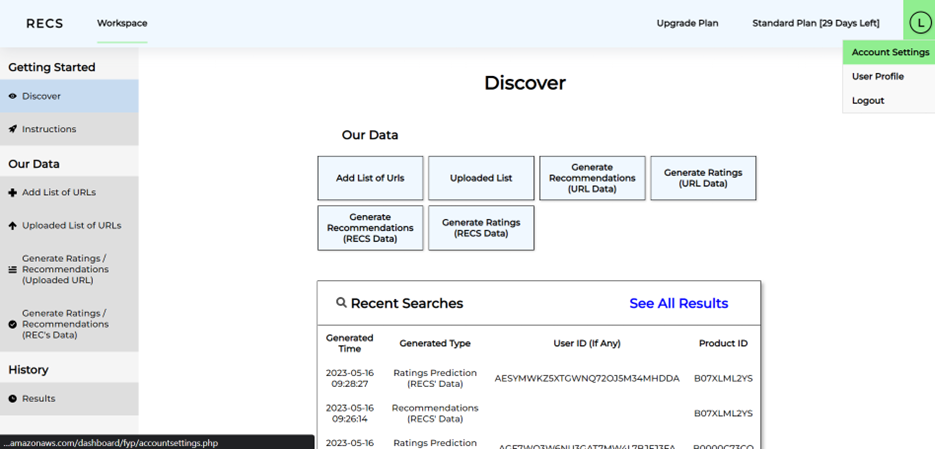 RECS
Workspace
Upgrade Plan
Standard Plan [29 Days Left]
L
Account Settings
User Profile
Logout
Getting Started
Discover
Instructions
Our Data
Add List of URLs
Uploaded List of URLs
Generate Ratings /
Recommendations
(Uploaded URL)
Generate Ratings /
Recommendations
(REC's Data)
History
Results
Discover
Our Data
Add List of Urls
Uploaded List
Generate
Recommendations
(URL Data)
Generate Ratings
(URL Data)
Generate
Recommendations
(RECS Data)
Generate Ratings
(RECS Data)
Recent Searches
See All Results
Generated
Time
Generated Type
User ID (If Any)
Product ID
2023-05-16
09:28:27
Ratings Prediction
(RECS' Data)
AESYMWKZ5XTGWNQ72OJ5M34MHDDA
B07XLML2YS
2023-05-16
09:26:14
Recommendations
(RECS' Data)
B07XLML2YS
2023-05-16
Ratings Prediction
...amazonaws.com/dashboard/fyp/accountsettings.php